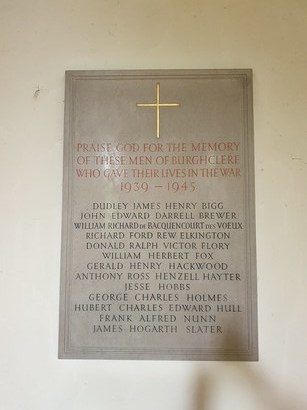 PRAISE GOD FOR THE MEMORY
OF THESE MEN OF BURGHCLERE
WHO GAVE THEIR LIVES IN THE WAR
1939 – 1945
DUDLEY JAMES HENRY BIGG
JOHN EDWARD DARRELL BREWER
WILLIAM RICHARD DE BACQUENCOURT DES VOEUX
RICHARD FORD REW ELKINGTON
DONALD RALPH VICTOR FLORY
WILLIAM HERBERT FOX
GERALD HENRY HACKWOOD
ANTHONY ROSS HENZELL HAYTER
JESSE HOBBS
GEORGE CHARLES HOLMES
HUBERT CHARLES EDWARD HULL
FRANK ALFRED NUNN
JAMES HOGARTH SLATER